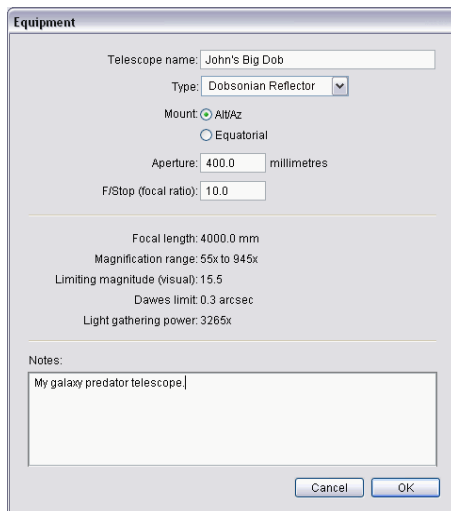 Equipment
Telescope name: John's Big Dob
Type: Dobsonian Reflector
Mount: Alt/Az
Equatorial
Aperture: 400.0 millimetres
F/Stop (focal ratio): 10.0
Focal length: 4000.0 mm
Magnification range: 55x to 945x
Limiting magnitude (visual): 15.5
Dawes limit: 0.3 arcsec
Light gathering power: 3265x
Notes:
My galaxy predator telescope.
Cancel OK